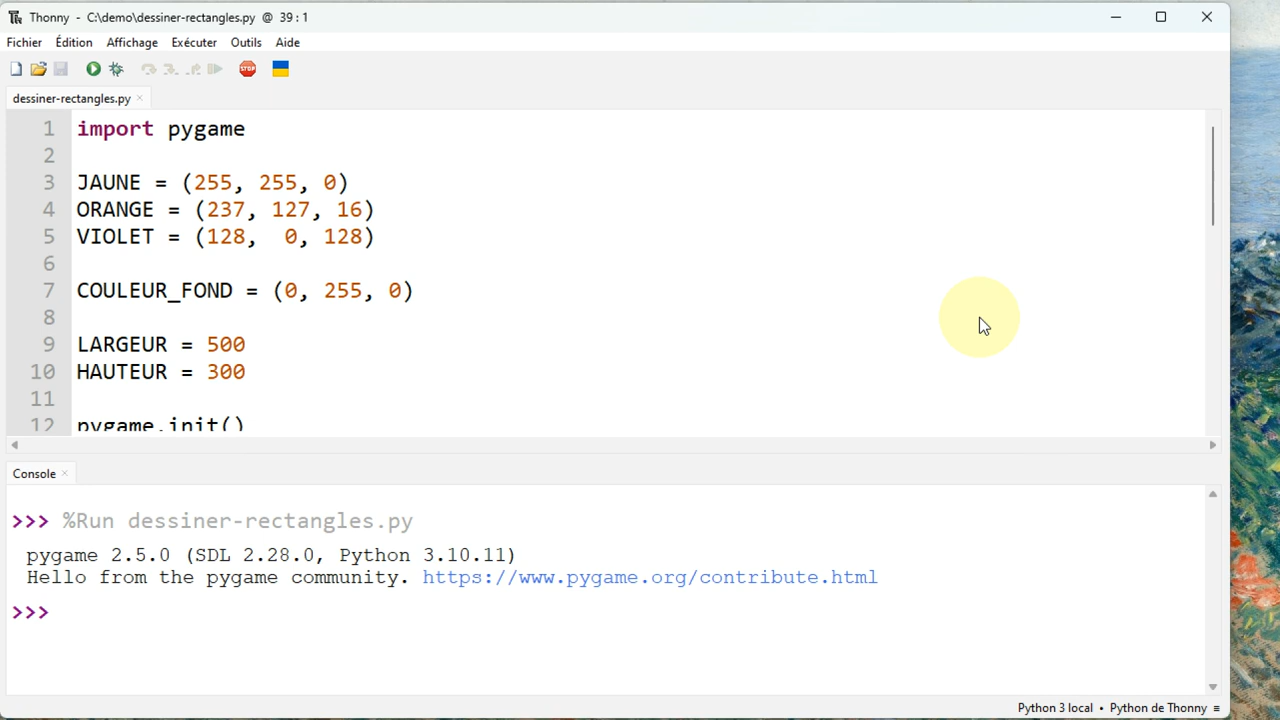 Thonny - C:\demo\dessiner-rectangles.py @ 39 : 1
Fichier Édition Affichage Exécuter Outils Aide
STOP
dessiner-rectangles.py ×
1 import pygame
2
3 JAUNE = (255, 255, 0)
4 ORANGE = (237, 127, 16)
5 VIOLET = (128,  0, 128)
6
7 COULEUR_FOND = (0, 255, 0)
8
9 LARGEUR = 500
10 HAUTEUR = 300
11
12 pygame.init()
Console ×
>>> %Run dessiner-rectangles.py
pygame 2.5.0 (SDL 2.28.0, Python 3.10.11)
Hello from the pygame community. https://www.pygame.org/contribute.html
>>>
Python 3 local • Python de Thonny ≡